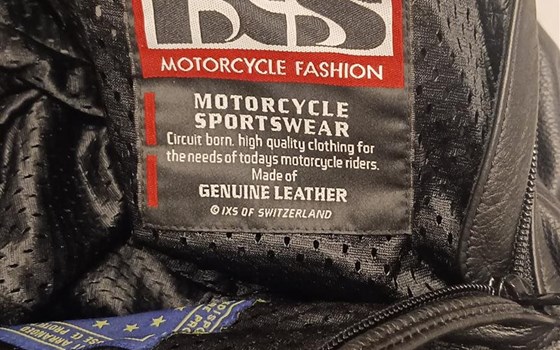 iXS
MOTORCYCLE FASHION
MOTORCYCLE
SPORTSWEAR
Circuit born, high quality clothing for
the needs of todays motorcycle riders.
Made of
GENUINE LEATHER
© IXS OF SWITZERLAND